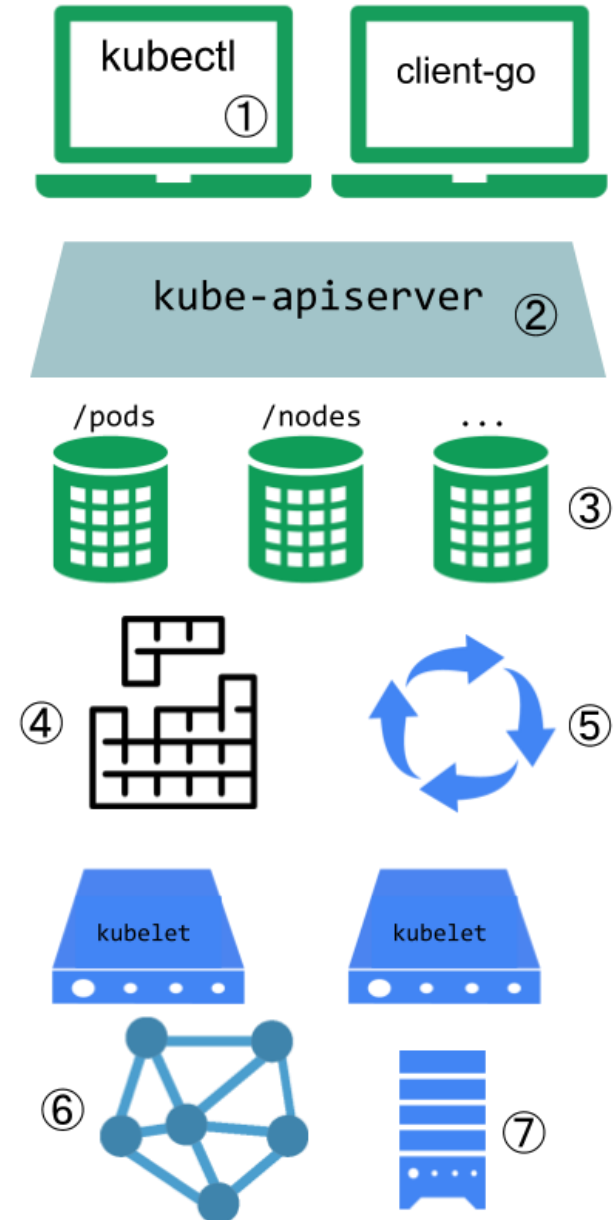 kubectl
①
client-go
kube-apiserver ②
/pods /nodes ...
③
④
⑤
kubelet kubelet
⑥
⑦